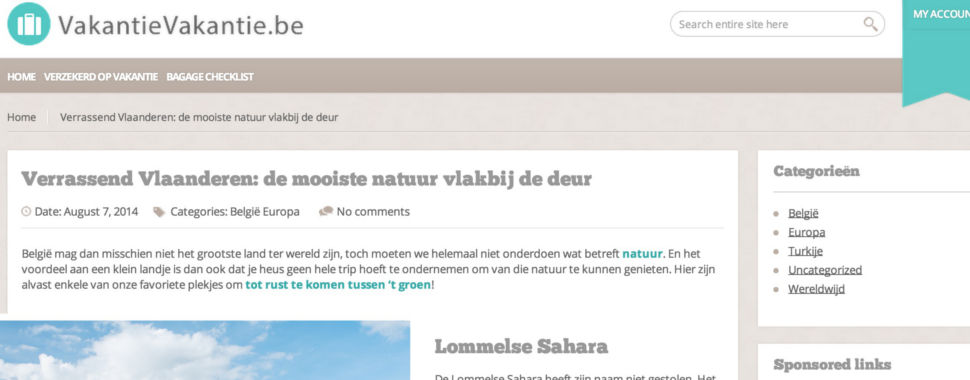 VakantieVakantie.be
Search entire site here
MY ACCOUN
HOME VERZEKERD OP VAKANTIE BAGAGE CHECKLIST
Home Verrassend Vlaanderen: de mooiste natuur vlakbij de deur
Verrassend Vlaanderen: de mooiste natuur vlakbij de deur
Date: August 7, 2014 Categories: België Europa No comments
België mag dan misschien niet het grootste land ter wereld zijn, toch moeten we helemaal niet onderdoen wat betreft natuur. En het
voordeel aan een klein landje is dan ook dat je heus geen hele trip hoeft te ondernemen om van die natuur te kunnen genieten. Hier zijn
alvast enkele van onze favoriete plekjes om tot rust te komen tussen ‘t groen!
Lommelse Sahara
De Lommelse Sahara heeft zijn naam niet gestolen. Het
Categorieën
België
Europa
Turkije
Uncategorized
Wereldwijd
Sponsored links